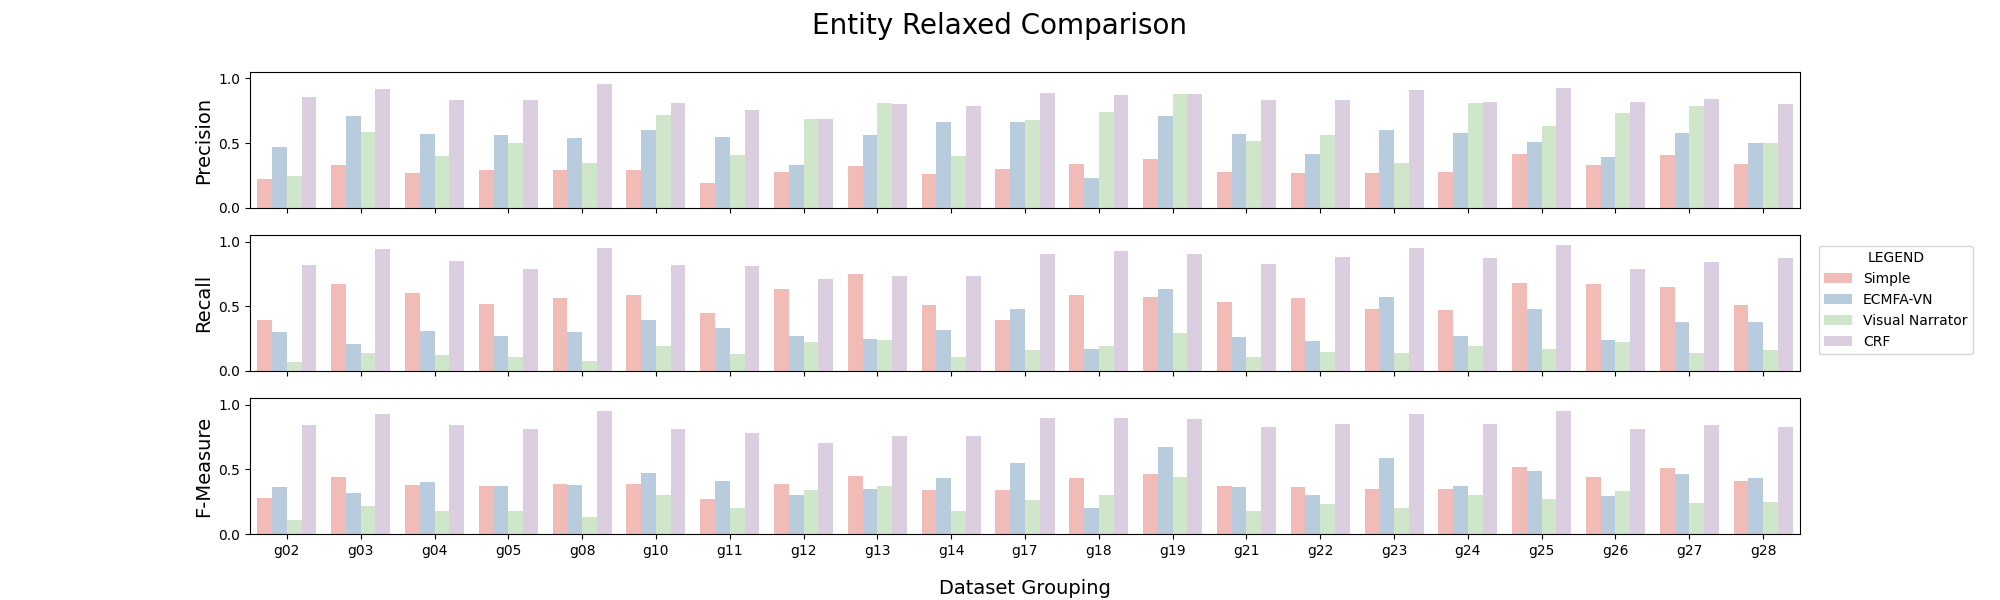 Entity Relaxed Comparison
Precision
1.0
0.5
0.0
Recall
1.0
0.5
0.0
F-Measure
1.0
0.5
0.0
g02 g03 g04 g05 g08 g10 g11 g12 g13 g14 g17 g18 g19 g21 g22 g23 g24 g25 g26 g27 g28
Dataset Grouping
LEGEND
Simple
ECMFA-VN
Visual Narrator
CRF